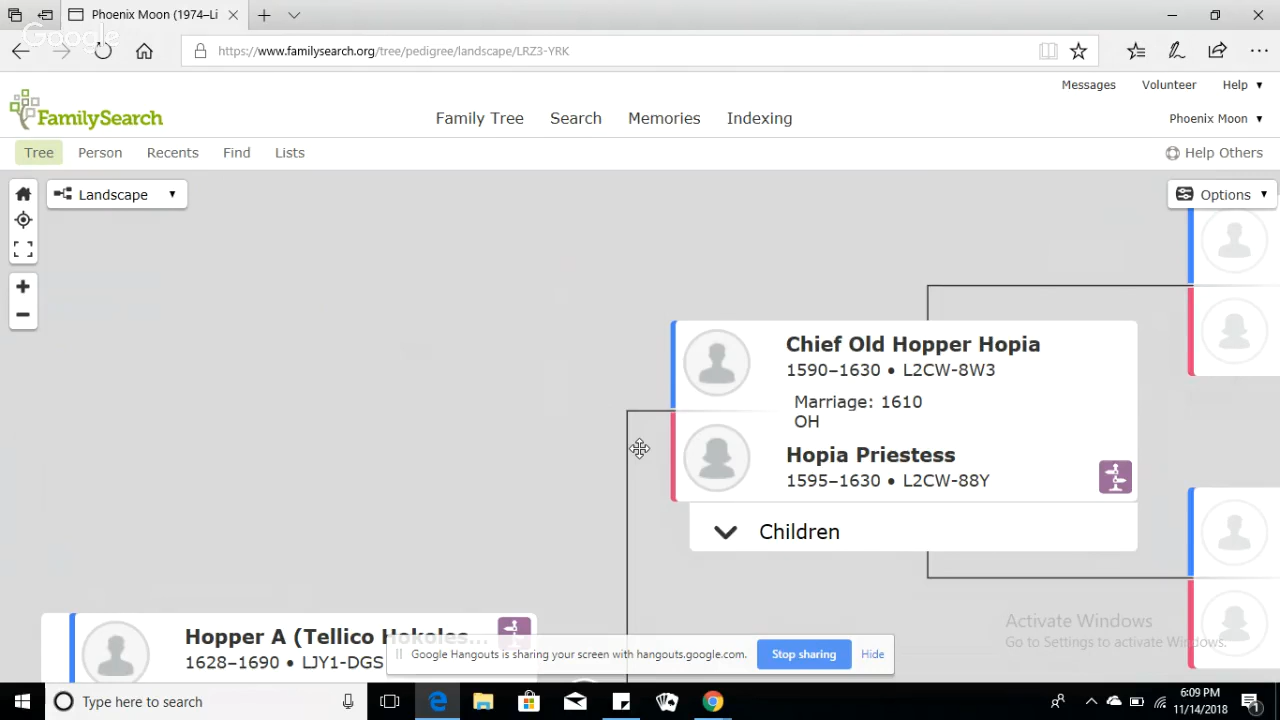 Phoenix Moon (1974–Li
Google
https://www.familysearch.org/tree/pedigree/landscape/LRZ3-YRK
Messages Volunteer Help
FamilySearch
Family Tree Search Memories Indexing
Phoenix Moon
Tree Person Recents Find Lists
Help Others
Landscape
Options
Chief Old Hopper Hopia
1590–1630 • L2CW-8W3
Marriage: 1610
OH
Hopia Priestess
1595–1630 • L2CW-88Y
Children
Hopper A (Tellico Hokoles...
1628–1690 • LJY1-DGS
Google Hangouts is sharing your screen with hangouts.google.com.
Stop sharing
Hide
Activate Windows
Go to Settings to activate Windows.
Type here to search
6:09 PM
11/14/2018
1